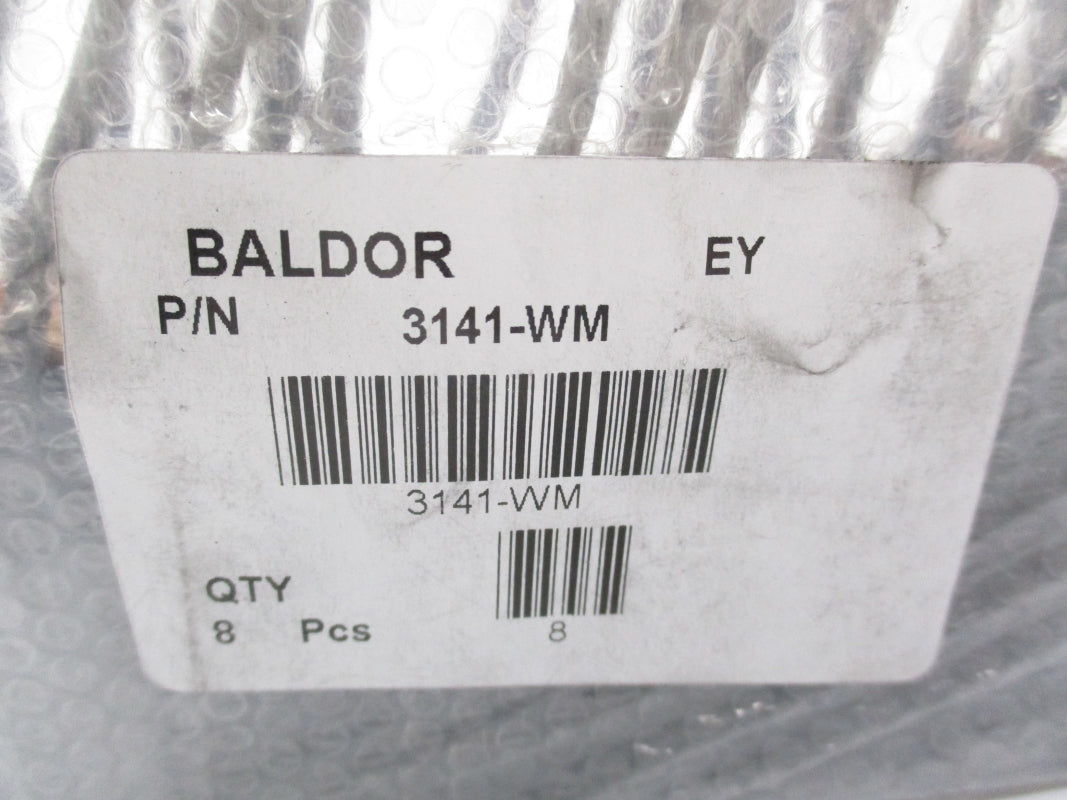 BALDOR EY
P/N 3141-WM
3141-WM
QTY
8 Pcs 8